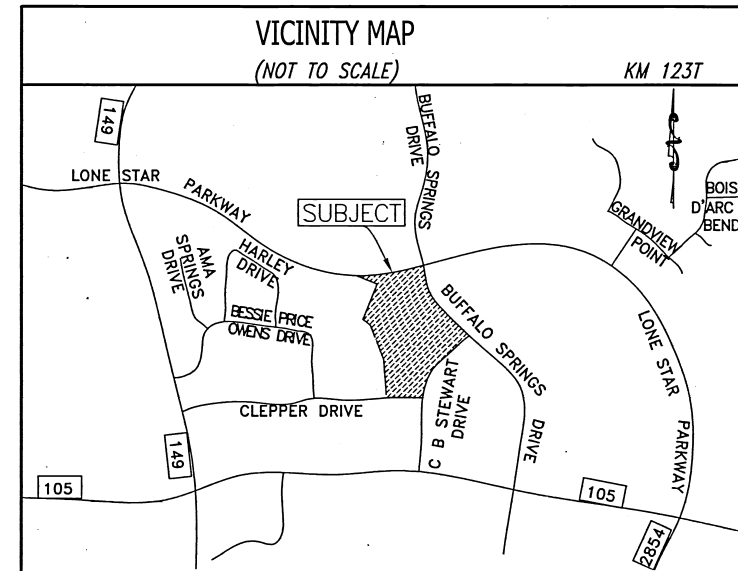 VICINITY MAP
(NOT TO SCALE)
KM 123T
149
BUFFALO SPRINGS
DRIVE
LONE STAR
PARKWAY
SUBJECT
BOIS
D'ARC
BEND
GRANDVIEW
POINT
AMA
SPRINGS
DRIVE
HARLEY
DRIVE
BESSIE PRICE
OWENS DRIVE
BUFFALO SPRINGS
DRIVE
LONE STAR
PARKWAY
CLEPPER DRIVE
C B STEWART
DRIVE
149
105
105
2854